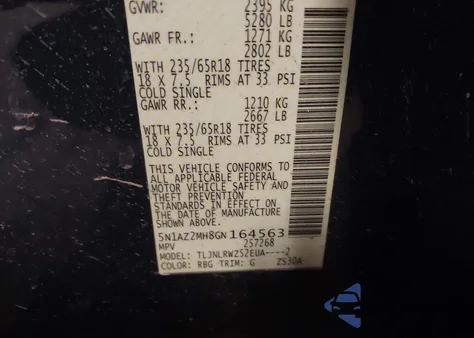 GVWR: 2395 KG
5280 LB
GAWR FR.: 1271 KG
2802 LB
WITH 235/65R18 TIRES
18 X 7.5 RIMS AT 33 PSI
COLD SINGLE
GAWR RR.: 1210 KG
2667 LB
WITH 235/65R18 TIRES
18 X 7.5 RIMS AT 33 PSI
COLD SINGLE
THIS VEHICLE CONFORMS TO
ALL APPLICABLE FEDERAL
MOTOR VEHICLE SAFETY AND
THEFT PREVENTION
STANDARDS IN EFFECT ON
THE DATE OF MANUFACTURE
SHOWN ABOVE.
5N1AZ2MH8GN164563
MPV 257268
MODEL: TLJNLRWZ52EUA----2
COLOR: RBG TRIM: G ZS30A